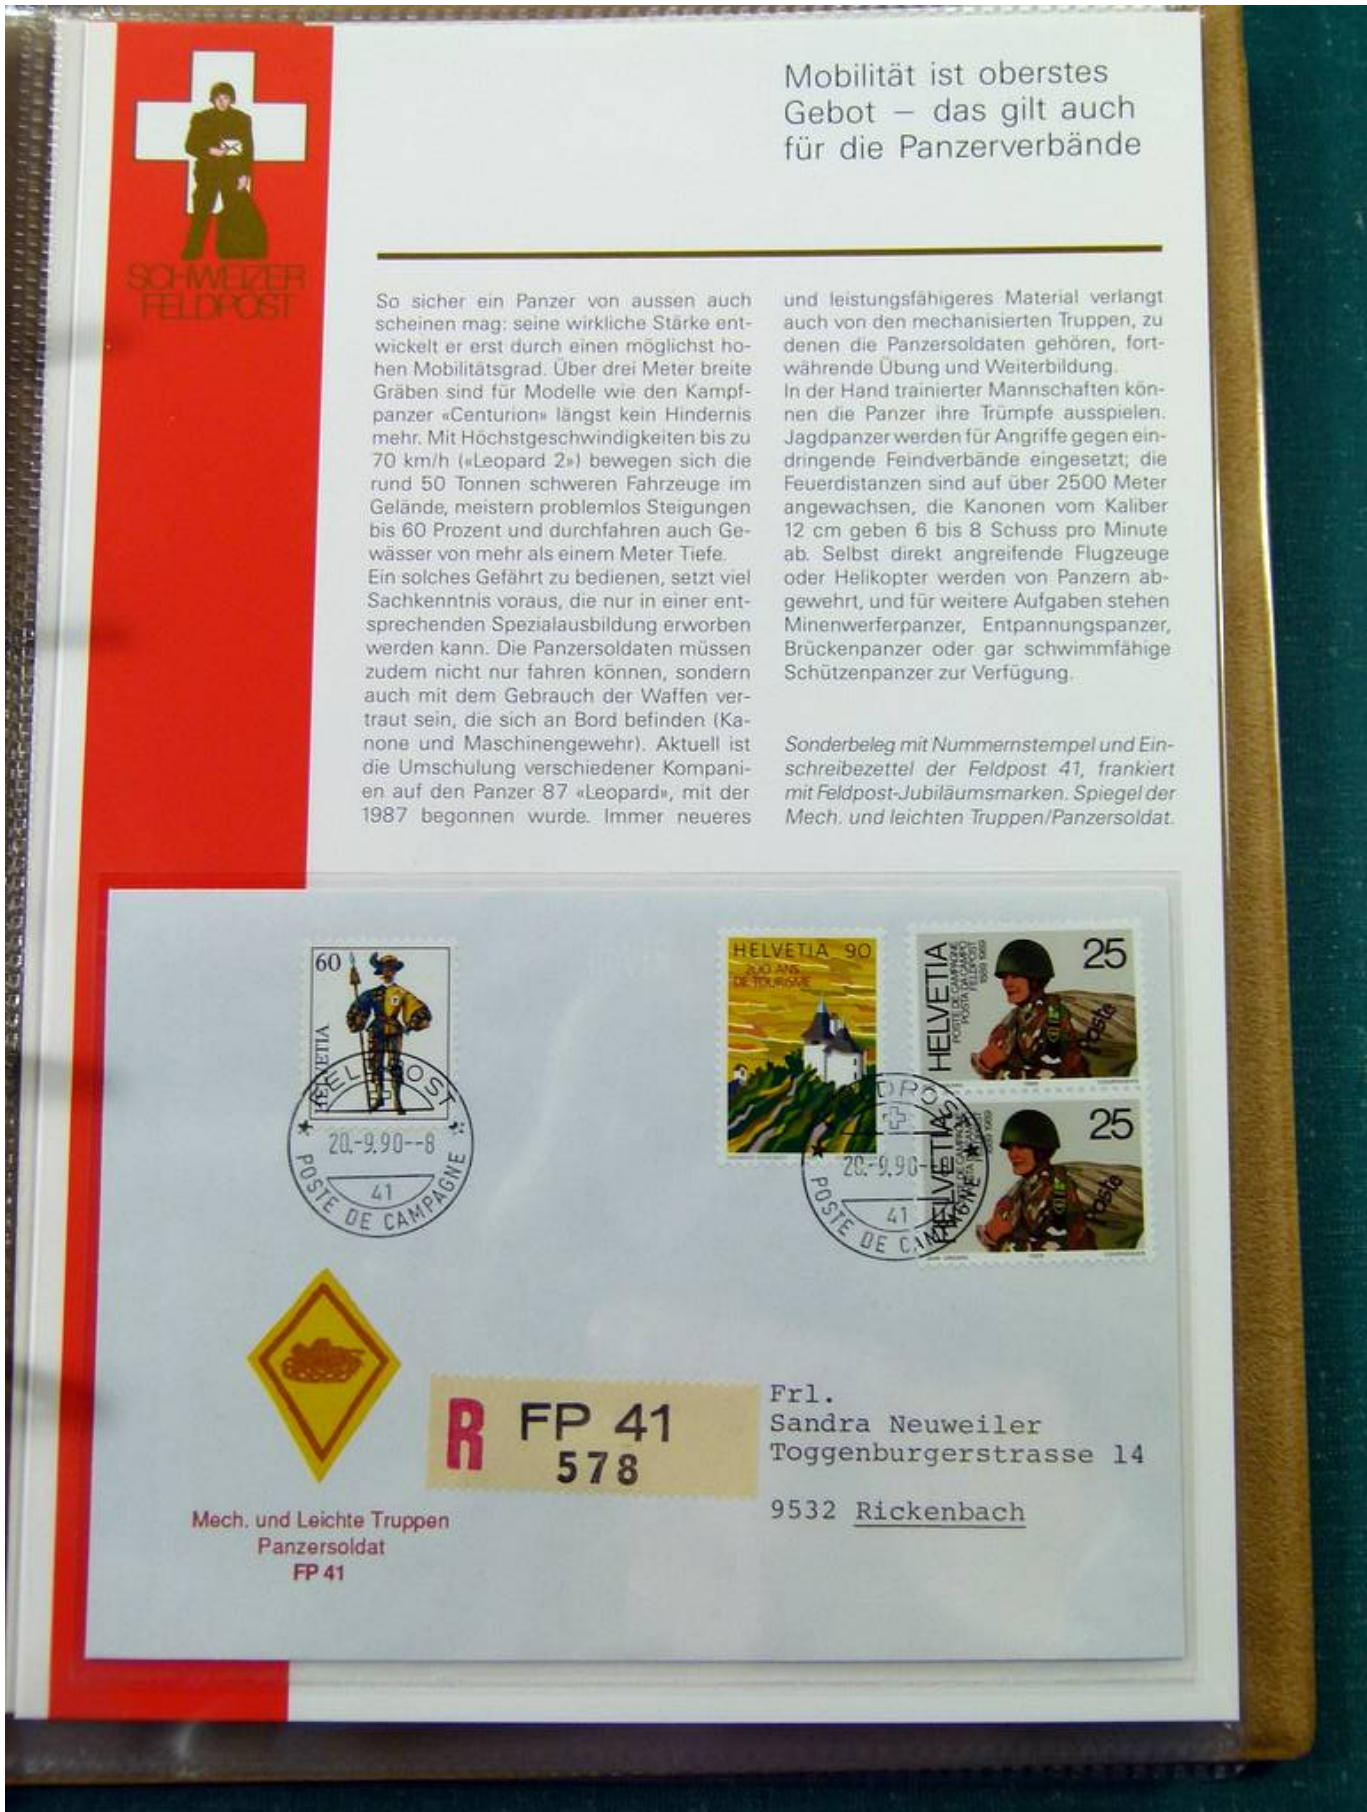 SCHWEIZER
FELDPOST
Mobilität ist oberstes
Gebot – das gilt auch
für die Panzerverbände
So sicher ein Panzer von aussen auch
scheinen mag: seine wirkliche Stärke ent-
wickelt er erst durch einen möglichst ho-
hen Mobilitätsgrad. Über drei Meter breite
Gräben sind für Modelle wie den Kampf-
panzer «Centurion» längst kein Hindernis
mehr. Mit Höchstgeschwindigkeiten bis zu
70 km/h («Leopard 2») bewegen sich die
rund 50 Tonnen schweren Fahrzeuge im
Gelände, meistern problemlos Steigungen
bis 60 Prozent und durchfahren auch Ge-
wässer von mehr als einem Meter Tiefe.
Ein solches Gefährt zu bedienen, setzt viel
Sachkenntnis voraus, die nur in einer ent-
sprechenden Spezialausbildung erworben
werden kann. Die Panzersoldaten müssen
zudem nicht nur fahren können, sondern
auch mit dem Gebrauch der Waffen ver-
traut sein, die sich an Bord befinden (Ka-
none und Maschinengewehr). Aktuell ist
die Umschulung verschiedener Kompani-
en auf den Panzer 87 «Leopard», mit der
1987 begonnen wurde. Immer neueres
und leistungsfähigeres Material verlangt
auch von den mechanisierten Truppen, zu
denen die Panzersoldaten gehören, fort-
währende Übung und Weiterbildung.
In der Hand trainierter Mannschaften kön-
nen die Panzer ihre Trümpfe ausspielen.
Jagdpanzer werden für Angriffe gegen ein-
dringende Feindverbände eingesetzt; die
Feuerdistanzen sind auf über 2500 Meter
angewachsen, die Kanonen vom Kaliber
12 cm geben 6 bis 8 Schuss pro Minute
ab. Selbst direkt angreifende Flugzeuge
oder Helikopter werden von Panzern ab-
gewehrt, und für weitere Aufgaben stehen
Minenwerferpanzer, Entpannungspanzer,
Brückenpanzer oder gar schwimmfähige
Schützenpanzer zur Verfügung.
Sonderbeleg mit Nummernstempel und Ein-
schreibezettel der Feldpost 41, frankiert
mit Feldpost-Jubiläumsmarken. Spiegel der
Mech. und leichten Truppen/Panzersoldat.
60
HELVETIA
FELDPOST
20.-9.90--8
41
POSTE DE CAMPAGNE
HELVETIA 90
200 ANS
DE TOURISME
HELVETIA
POSTE DE CAMPAGNE
POSTA DA CAMPO
FELDPOST
1889 1989
25
Poste
HELVETIA
25
Poste
FELDPOST
20.-9.90-
41
POSTE DE CAMPAGNE
R FP 41
578
Frl.
Sandra Neuweiler
Toggenburgerstrasse 14
9532 Rickenbach
Mech. und Leichte Truppen
Panzersoldat
FP 41